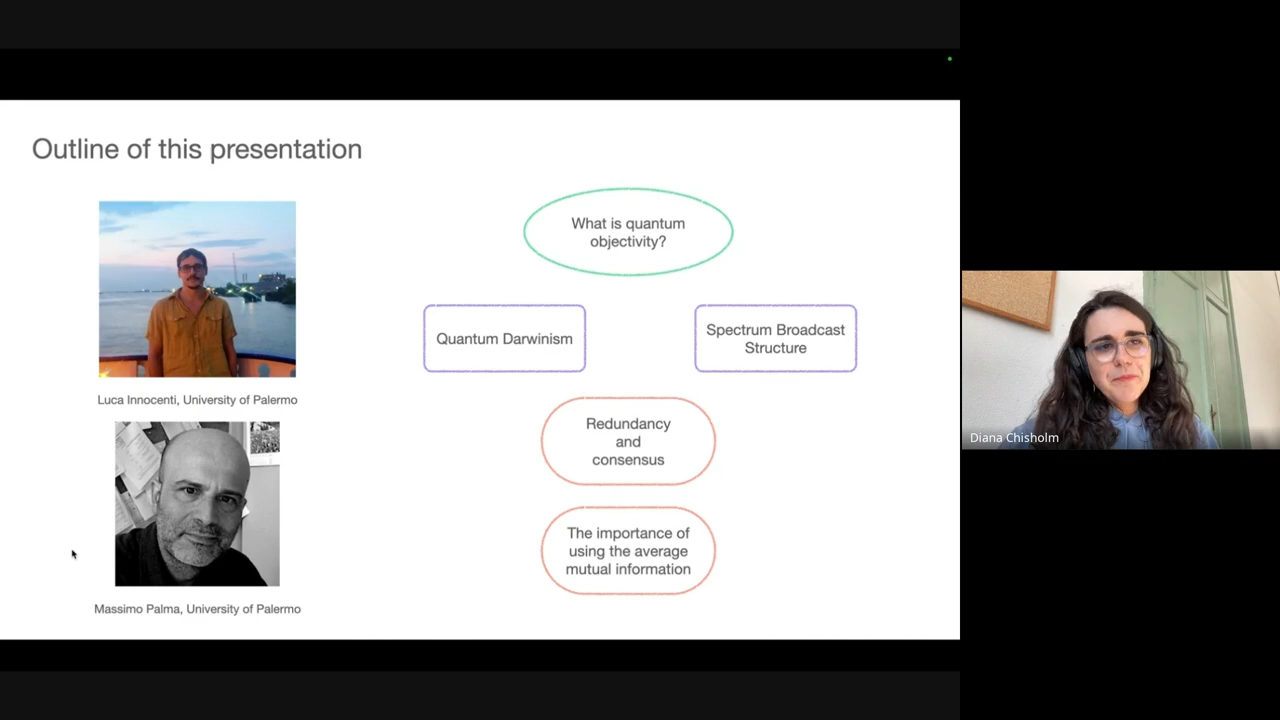 Outline of this presentation
Luca Innocenti, University of Palermo
Massimo Palma, University of Palermo
What is quantum
objectivity?
Quantum Darwinism
Spectrum Broadcast
Structure
Redundancy
and
consensus
The importance of
using the average
mutual information
Diana Chisholm